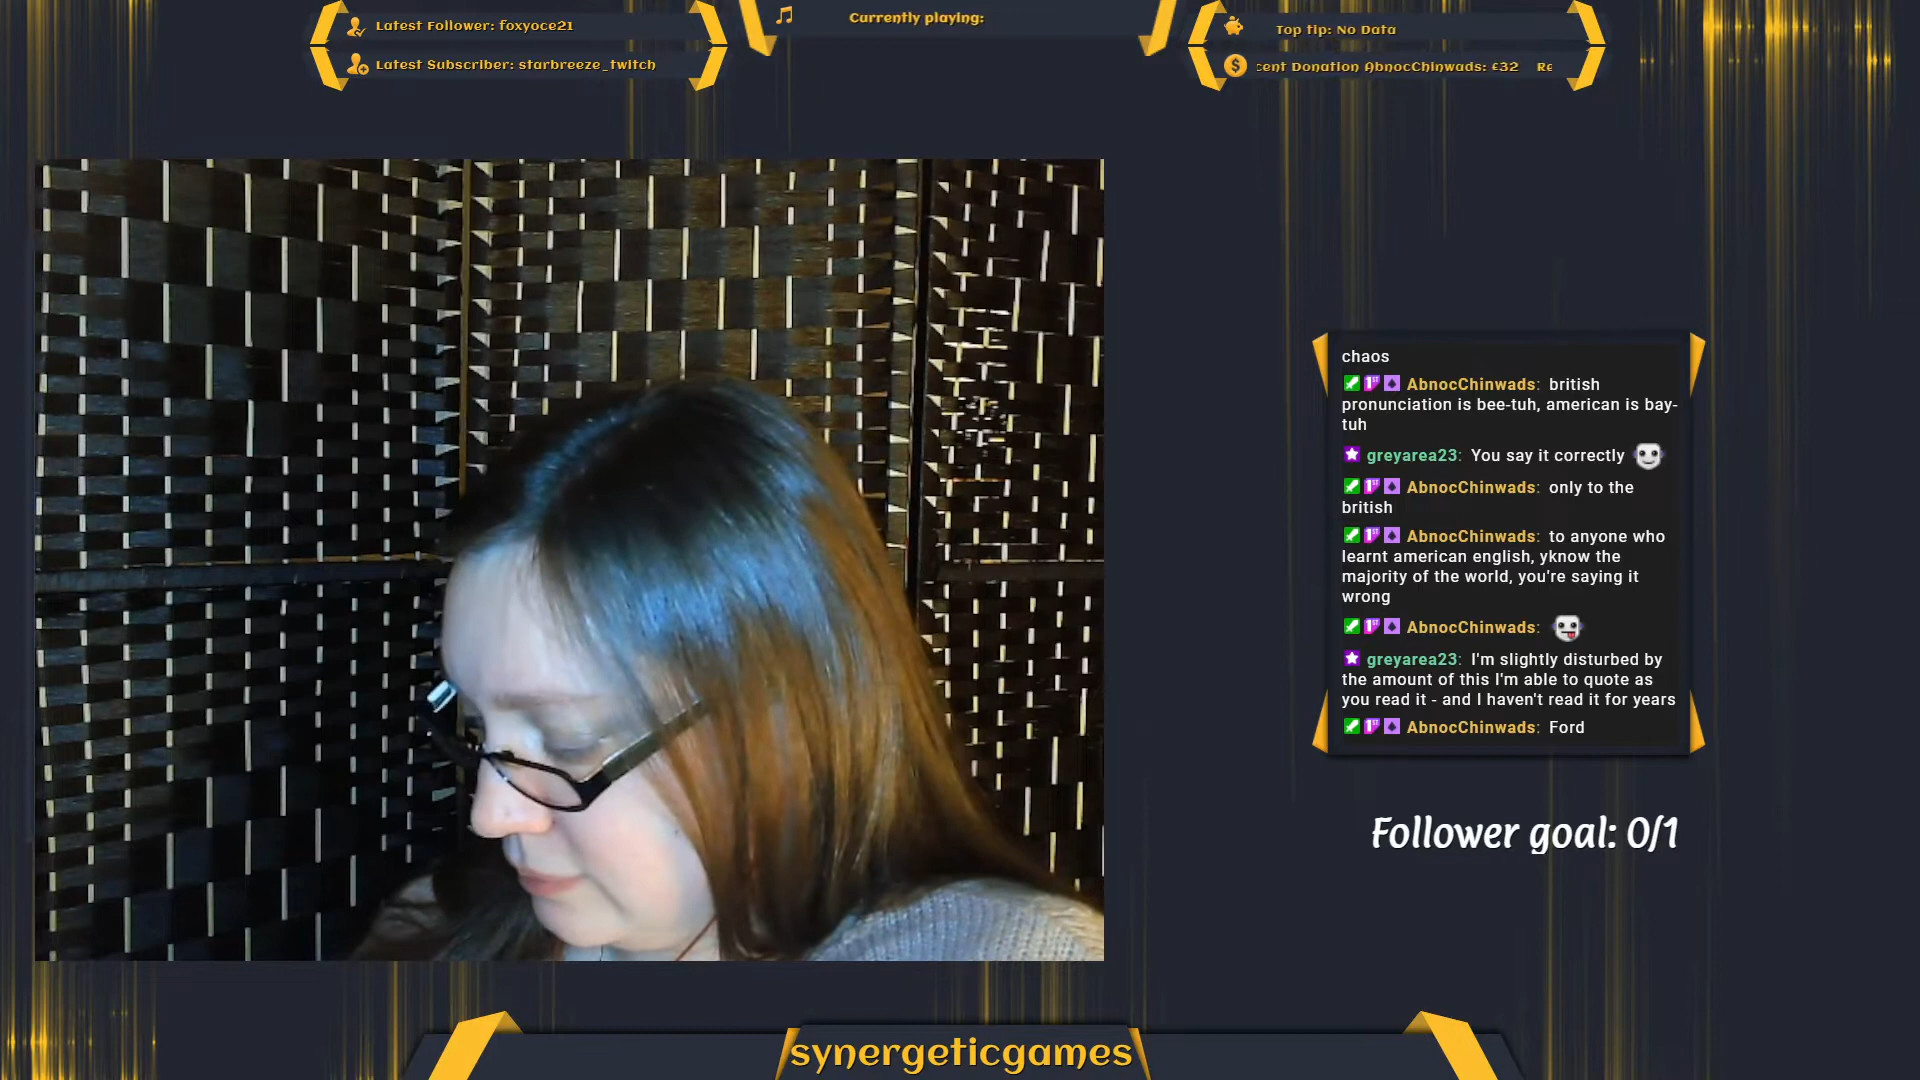 Latest Follower: foxyoce21
Latest Subscriber: starbreeze_twitch
Currently playing:
Top tip: No Data
cent Donation AbnocChinwads: £32 Re
chaos
AbnocChinwads: british
pronunciation is bee-tuh, american is bay-
tuh
greyarea23: You say it correctly
AbnocChinwads: only to the
british
AbnocChinwads: to anyone who
learnt american english, yknow the
majority of the world, you're saying it
wrong
AbnocChinwads:
greyarea23: I'm slightly disturbed by
the amount of this I'm able to quote as
you read it - and I haven't read it for years
AbnocChinwads: Ford
Follower goal: 0/1
synergeticgames